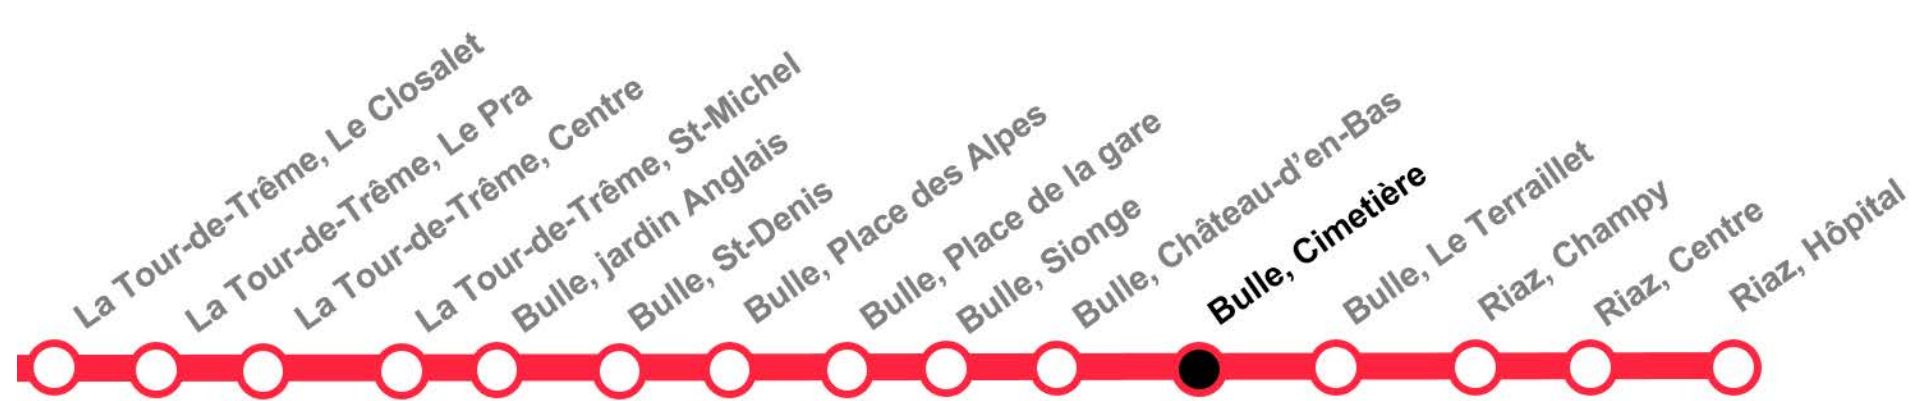 La Tour-de-Trême, Le Closalet
La Tour-de-Trême, Le Pra
La Tour-de-Trême, Centre
La Tour-de-Trême, St-Michel
Bulle, jardin Anglais
Bulle, St-Denis
Bulle, Place des Alpes
Bulle, Place de la gare
Bulle, Sionge
Bulle, Château-d’en-Bas
Bulle, Cimetière
Bulle, Le Terraillet
Riaz, Champy
Riaz, Centre
Riaz, Hôpital